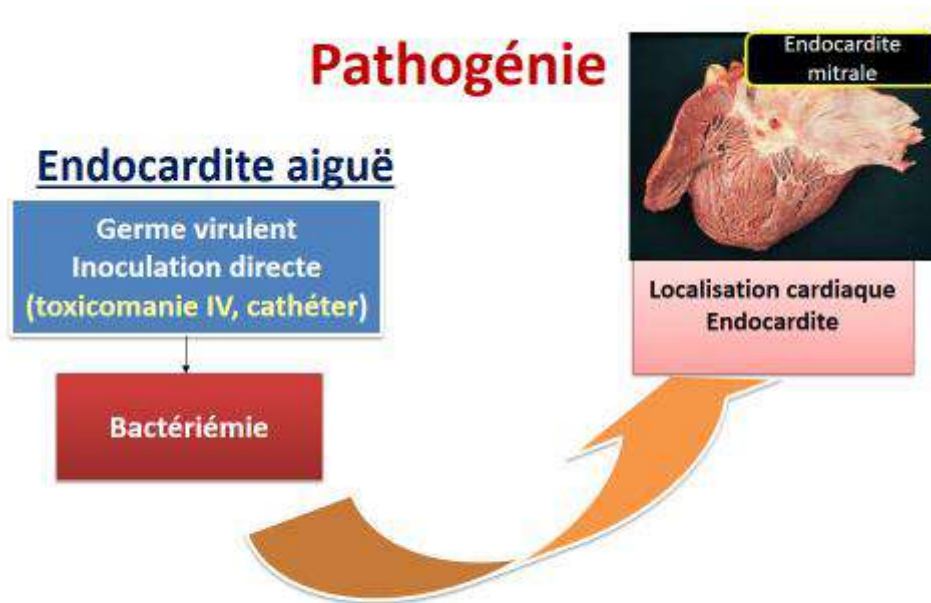 Pathogénie
Endocardite
mitrale
Endocardite aiguë
Germe virulent
Inoculation directe
(toxicomanie IV, cathéter)
Bactériémie
Localisation cardiaque
Endocardite